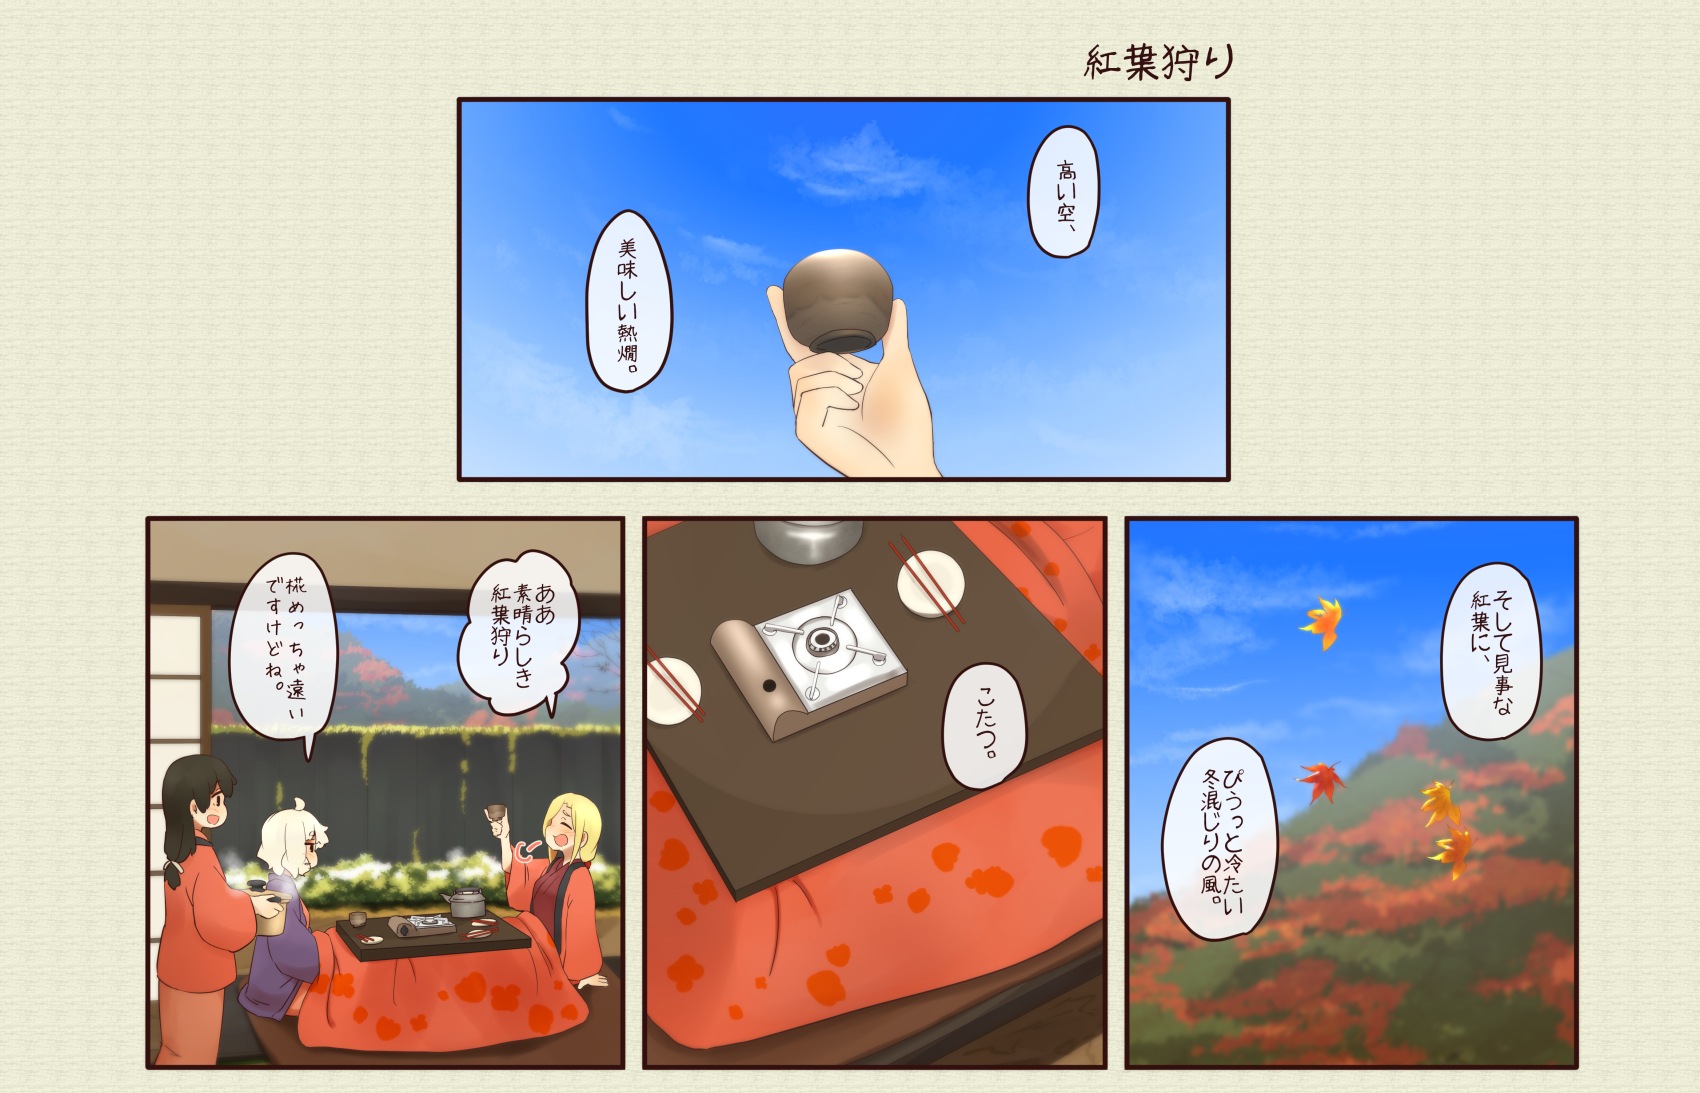 紅葉狩り
高い空、
美味しい熱燗。
そして見事な
紅葉に、
ぴうっと冷たい
冬混じりの風。
こたつ。
ああ
素晴らしき
紅葉狩り
椛めっちゃ遠い
ですけどね。